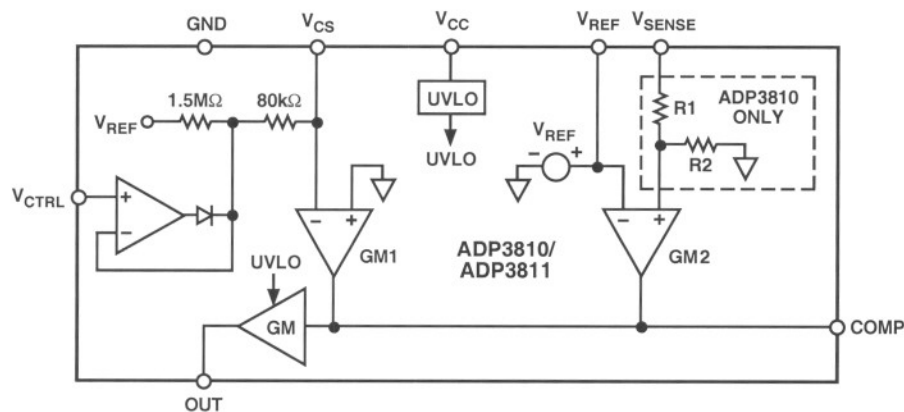 GND
V_CS
V_CC
V_REF
V_SENSE
1.5MΩ
80kΩ
UVLO
R1
ADP3810
ONLY
V_REF
V_REF
UVLO
R2
− +
V_CTRL
+
−
− +
− +
GM1
ADP3810/
ADP3811
GM2
UVLO
GM
COMP
OUT